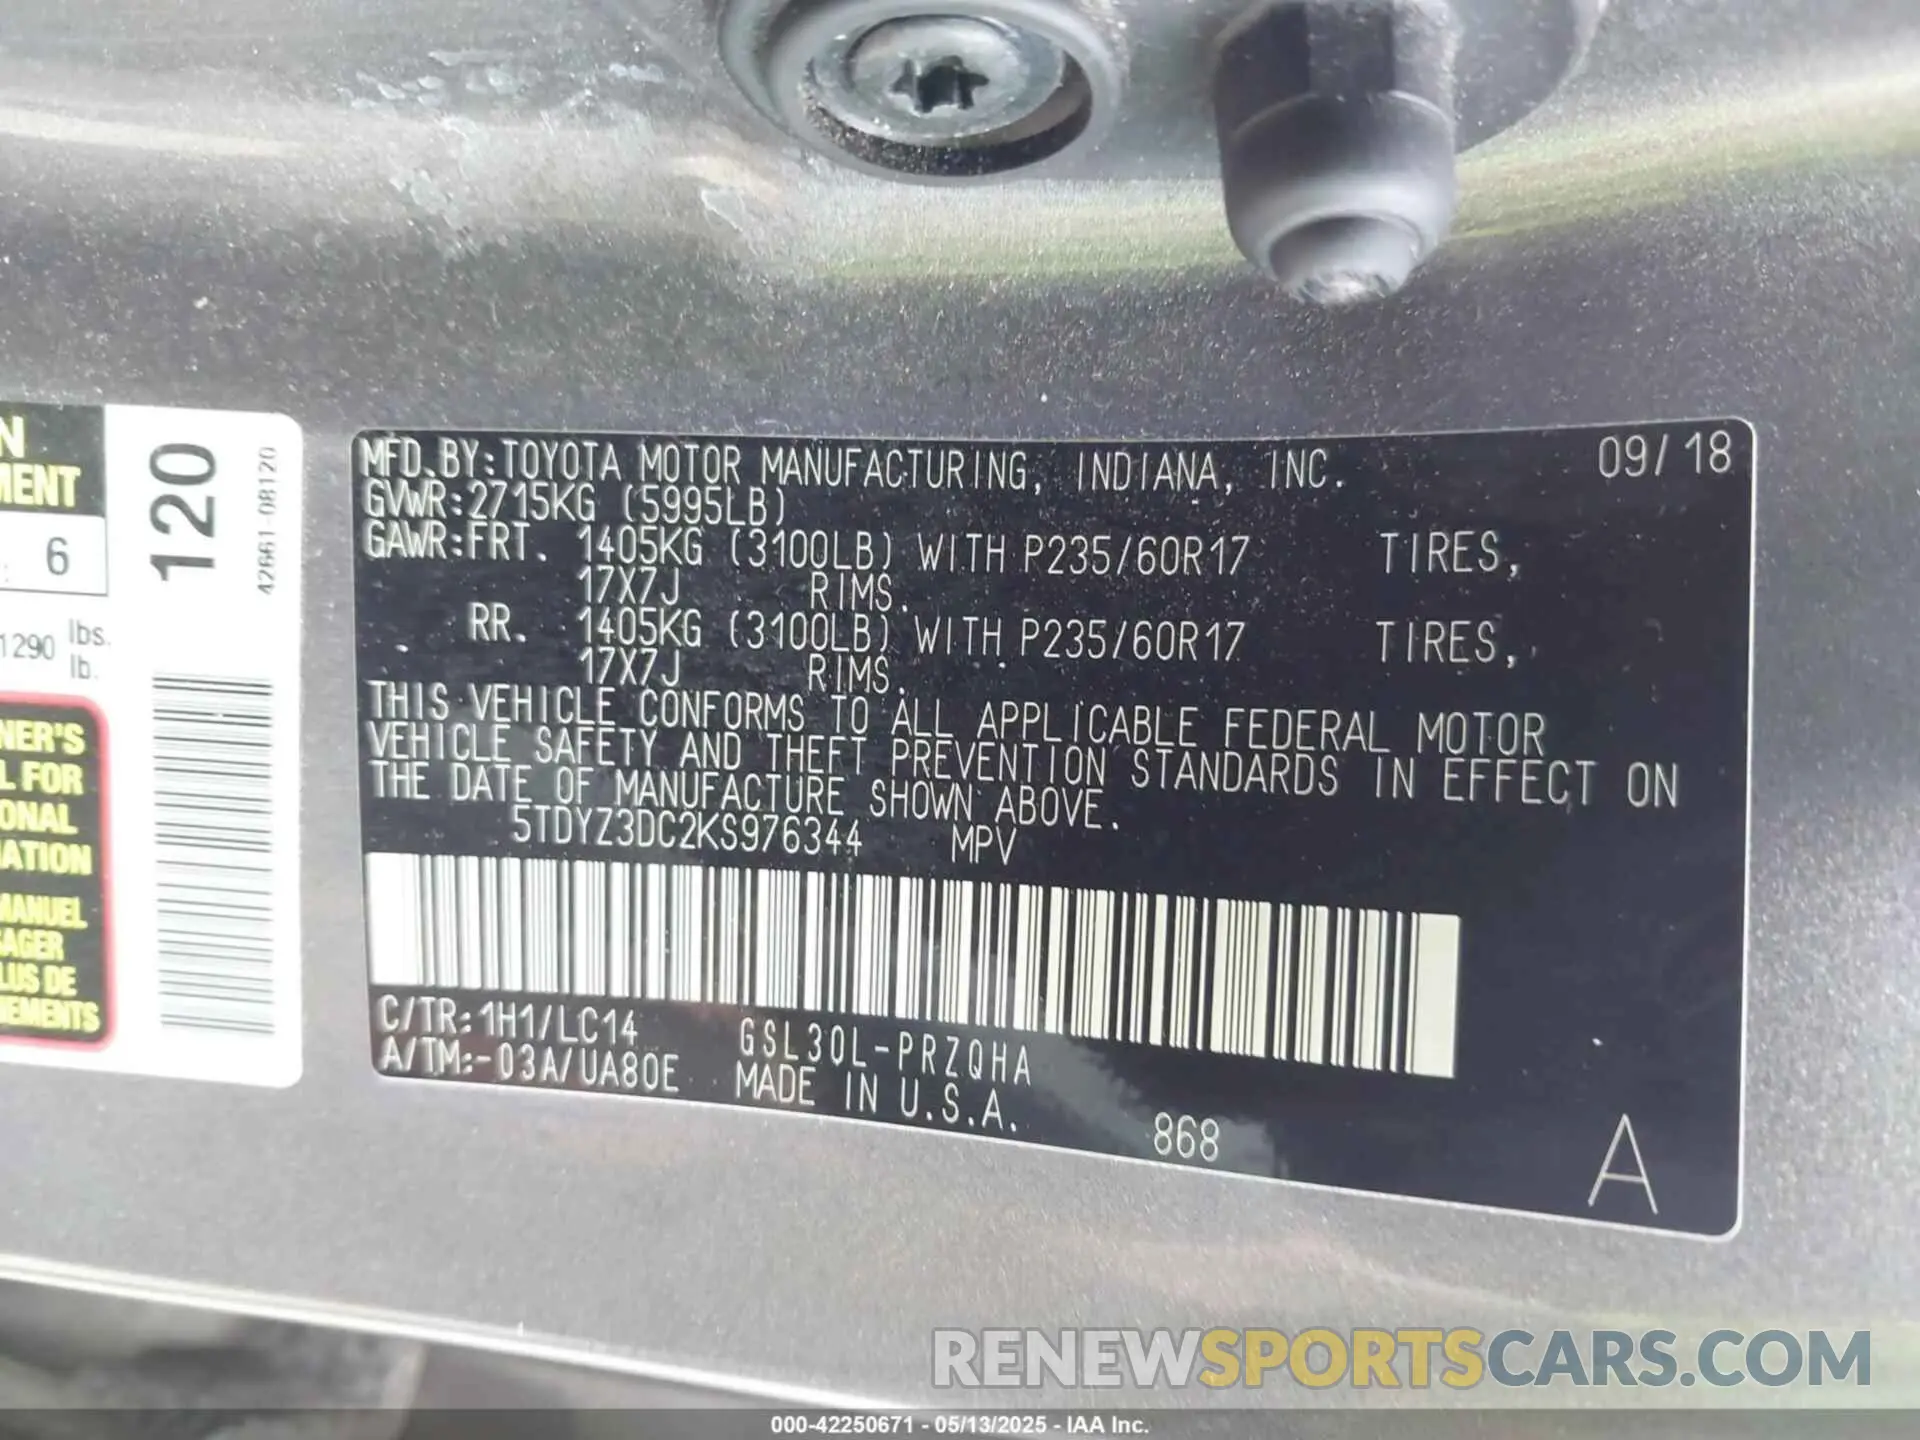 N
MENT
6
1290 lbs.
lb.
NER'S
L FOR
ONAL
ATION
MANUEL
AGER
LUS DE
NEMENTS
120
42661-08120
MFD.BY:TOYOTA MOTOR MANUFACTURING, INDIANA, INC. 09/18
GVWR:2715KG (5995LB)
GAWR:FRT. 1405KG (3100LB) WITH P235/60R17 TIRES,
17X7J RIMS.
RR. 1405KG (3100LB) WITH P235/60R17 TIRES,
17X7J RIMS.
THIS VEHICLE CONFORMS TO ALL APPLICABLE FEDERAL MOTOR
VEHICLE SAFETY AND THEFT PREVENTION STANDARDS IN EFFECT ON
THE DATE OF MANUFACTURE SHOWN ABOVE.
5TDYZ3DC2KS976344 MPV
C/TR:1H1/LC14 GSL30L-PRZQHA
A/TM:-03A/UA80E MADE IN U.S.A.
868
A
RENEWSPORTSCARS.COM
000-42250671 - 05/13/2025 - IAA Inc.